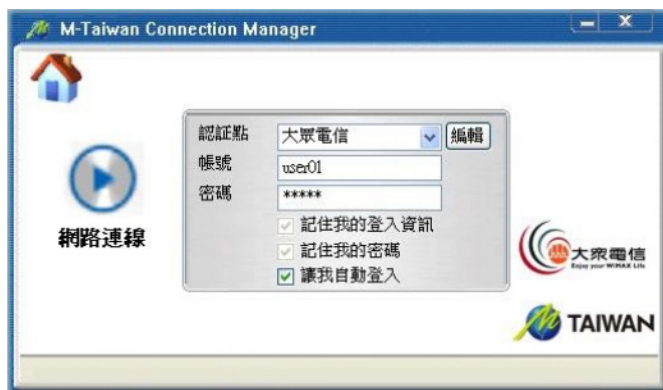 M-Taiwan Connection Manager
認証點 大眾電信 編輯
帳號 user01
密碼 *****
記住我的登入資訊
記住我的密碼
讓我自動登入
網路連線
大眾電信
Enjoy your WiMAX Life
M TAIWAN